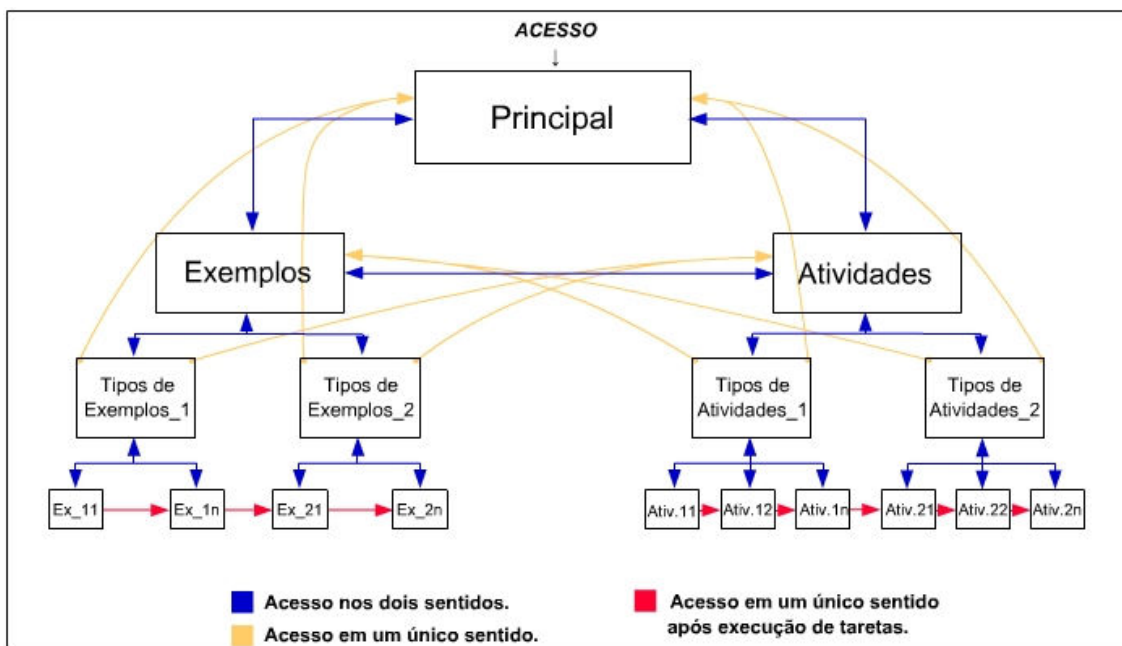 ACESSO
Principal
Exemplos
Atividades
Tipos de
Exemplos_1
Tipos de
Exemplos_2
Tipos de
Atividades_1
Tipos de
Atividades_2
Ex_11
Ex_1n
Ex_21
Ex_2n
Ativ.11
Ativ.12
Ativ.1n
Ativ.21
Ativ.22
Ativ.2n
Acesso nos dois sentidos.
Acesso em um único sentido.
Acesso em um único sentido
após execução de taretas.